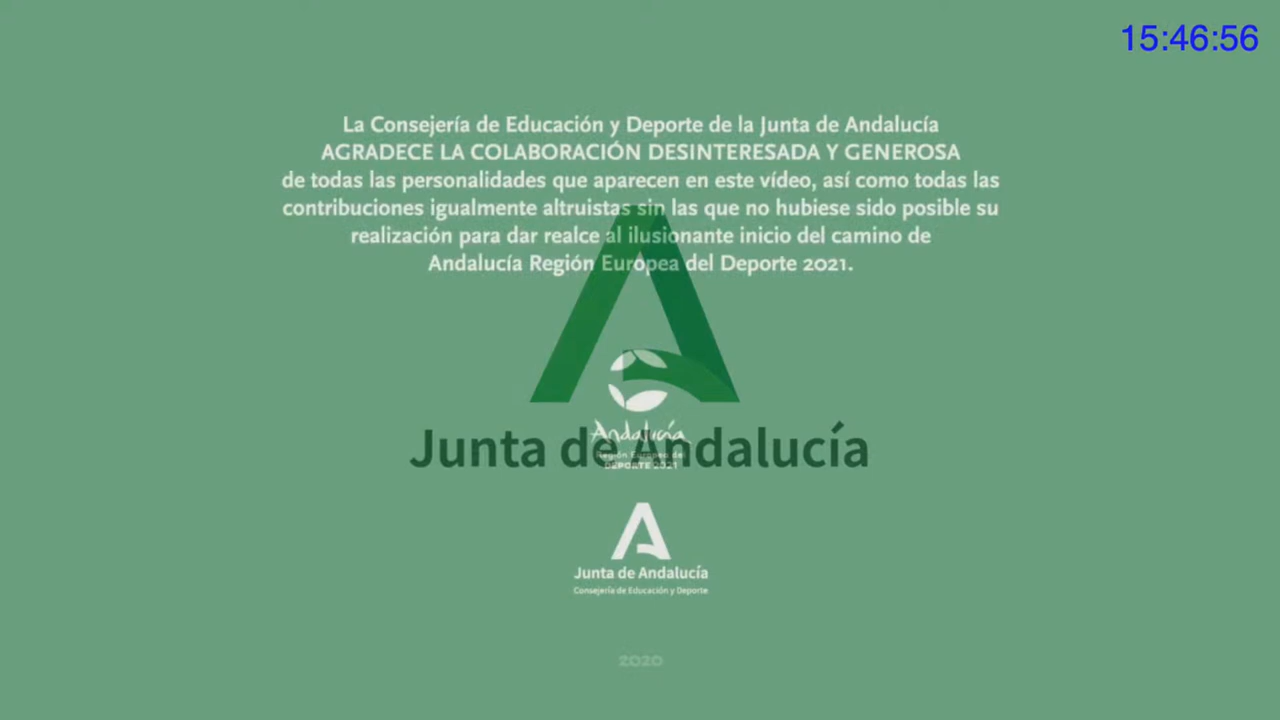 15:46:56
La Consejería de Educación y Deporte de la Junta de Andalucía
AGRADECE LA COLABORACIÓN DESINTERESADA Y GENEROSA
de todas las personalidades que aparecen en este vídeo, así como todas las
contribuciones igualmente altruistas sin las que no hubiese sido posible su
realización para dar realce al ilusionante inicio del camino de
Andalucía Región Europea del Deporte 2021.
Andalucía
Junta de Andalucía
Región Europea del
DEPORTE 2021
Junta de Andalucía
Consejería de Educación y Deporte
2020